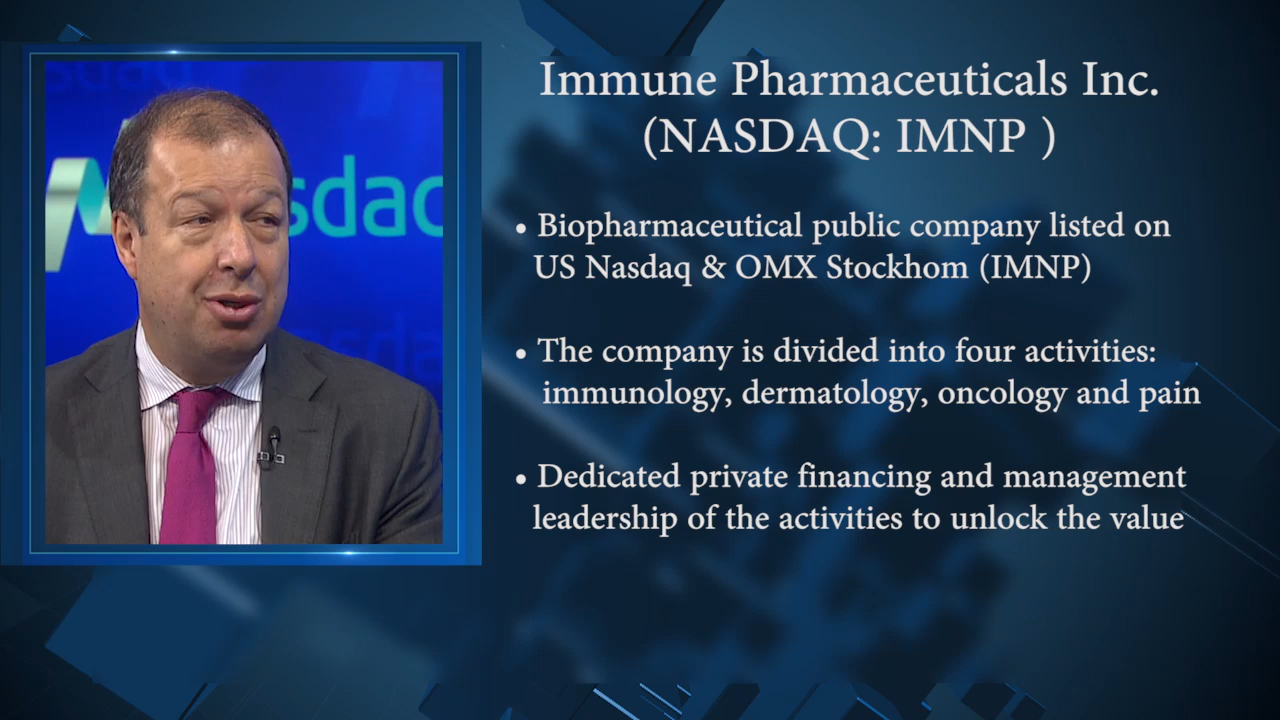 sdaq
Immune Pharmaceuticals Inc.
(NASDAQ: IMNP )
• Biopharmaceutical public company listed on
US Nasdaq & OMX Stockhom (IMNP)
• The company is divided into four activities:
immunology, dermatology, oncology and pain
• Dedicated private financing and management
leadership of the activities to unlock the value